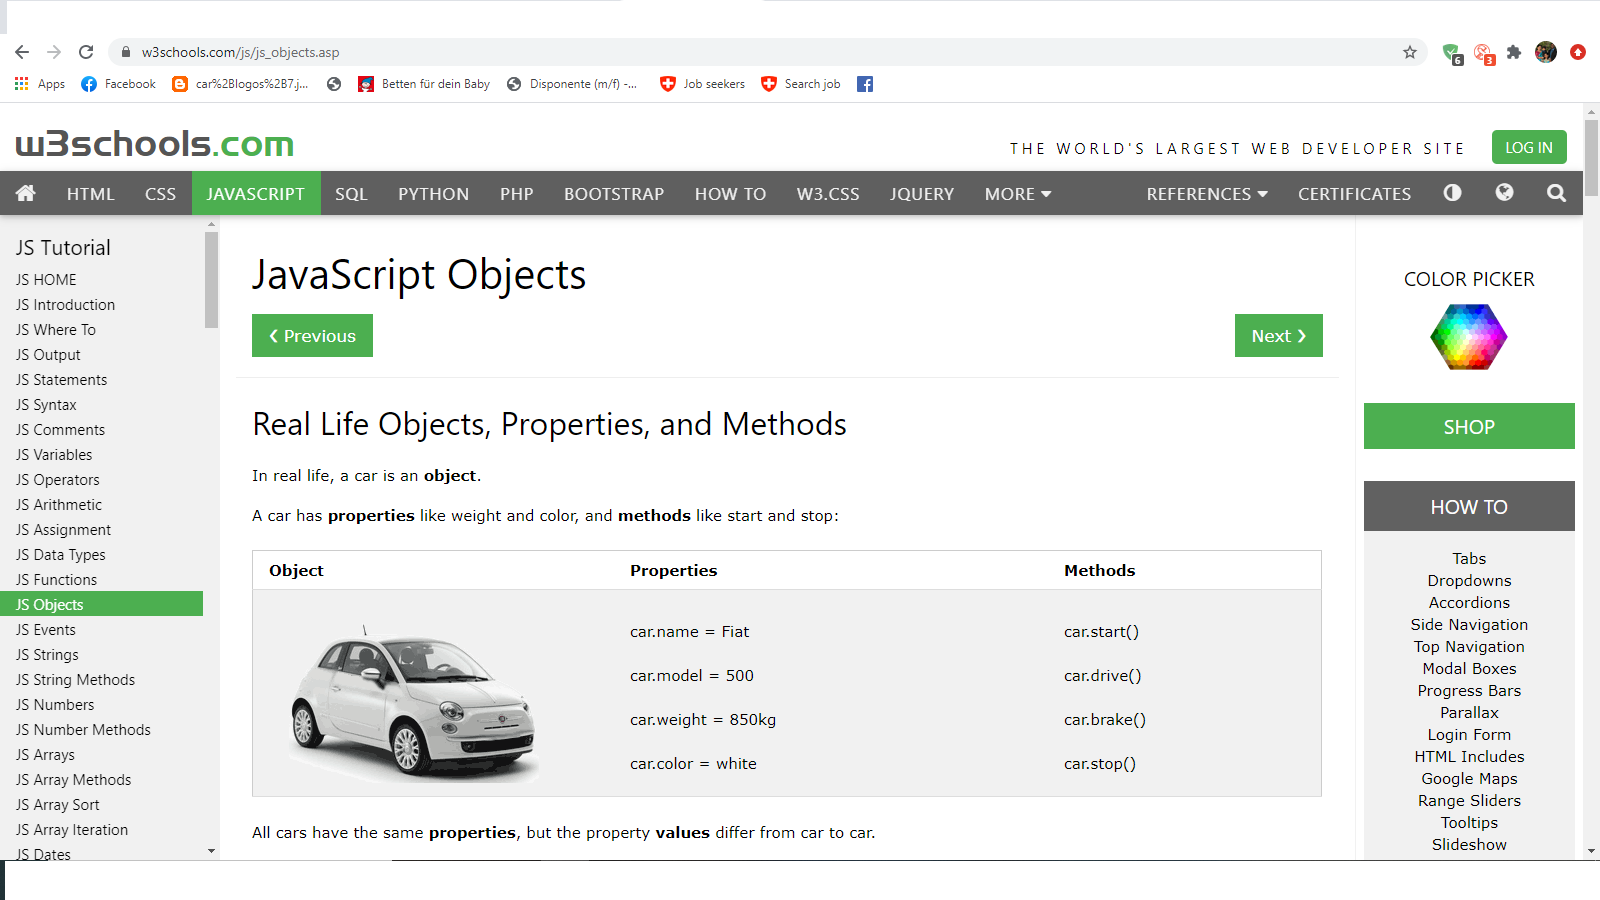 w3schools.com/js/js_objects.asp
6
3
Apps
Facebook
car%2Blogos%2B7.j...
Betten für dein Baby
Disponente (m/f) -...
Job seekers
Search job
w3schools.com
THE WORLD'S LARGEST WEB DEVELOPER SITE
LOG IN
HTML
CSS
JAVASCRIPT
SQL
PYTHON
PHP
BOOTSTRAP
HOW TO
W3.CSS
JQUERY
MORE
REFERENCES
CERTIFICATES
JS Tutorial
JS HOME
JS Introduction
JS Where To
JS Output
JS Statements
JS Syntax
JS Comments
JS Variables
JS Operators
JS Arithmetic
JS Assignment
JS Data Types
JS Functions
JS Objects
JS Events
JS Strings
JS String Methods
JS Numbers
JS Number Methods
JS Arrays
JS Array Methods
JS Array Sort
JS Array Iteration
JS Dates
JavaScript Objects
❮ Previous
Next ❯
Real Life Objects, Properties, and Methods
In real life, a car is an object.
A car has properties like weight and color, and methods like start and stop:
Object
Properties
Methods
car.name = Fiat
car.start()
car.model = 500
car.drive()
car.weight = 850kg
car.brake()
car.color = white
car.stop()
All cars have the same properties, but the property values differ from car to car.
COLOR PICKER
SHOP
HOW TO
Tabs
Dropdowns
Accordions
Side Navigation
Top Navigation
Modal Boxes
Progress Bars
Parallax
Login Form
HTML Includes
Google Maps
Range Sliders
Tooltips
Slideshow